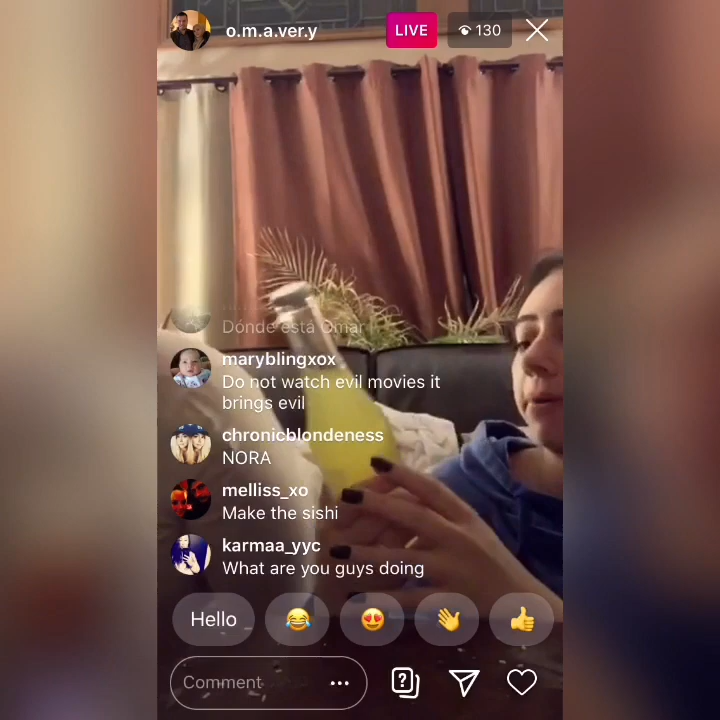 o.m.a.ver.y
LIVE
130
Dónde está Omar
maryblingxox
Do not watch evil movies it
brings evil
chronicblondeness
NORA
melliss_xo
Make the sishi
karmaa_yyc
What are you guys doing
Hello
Comment